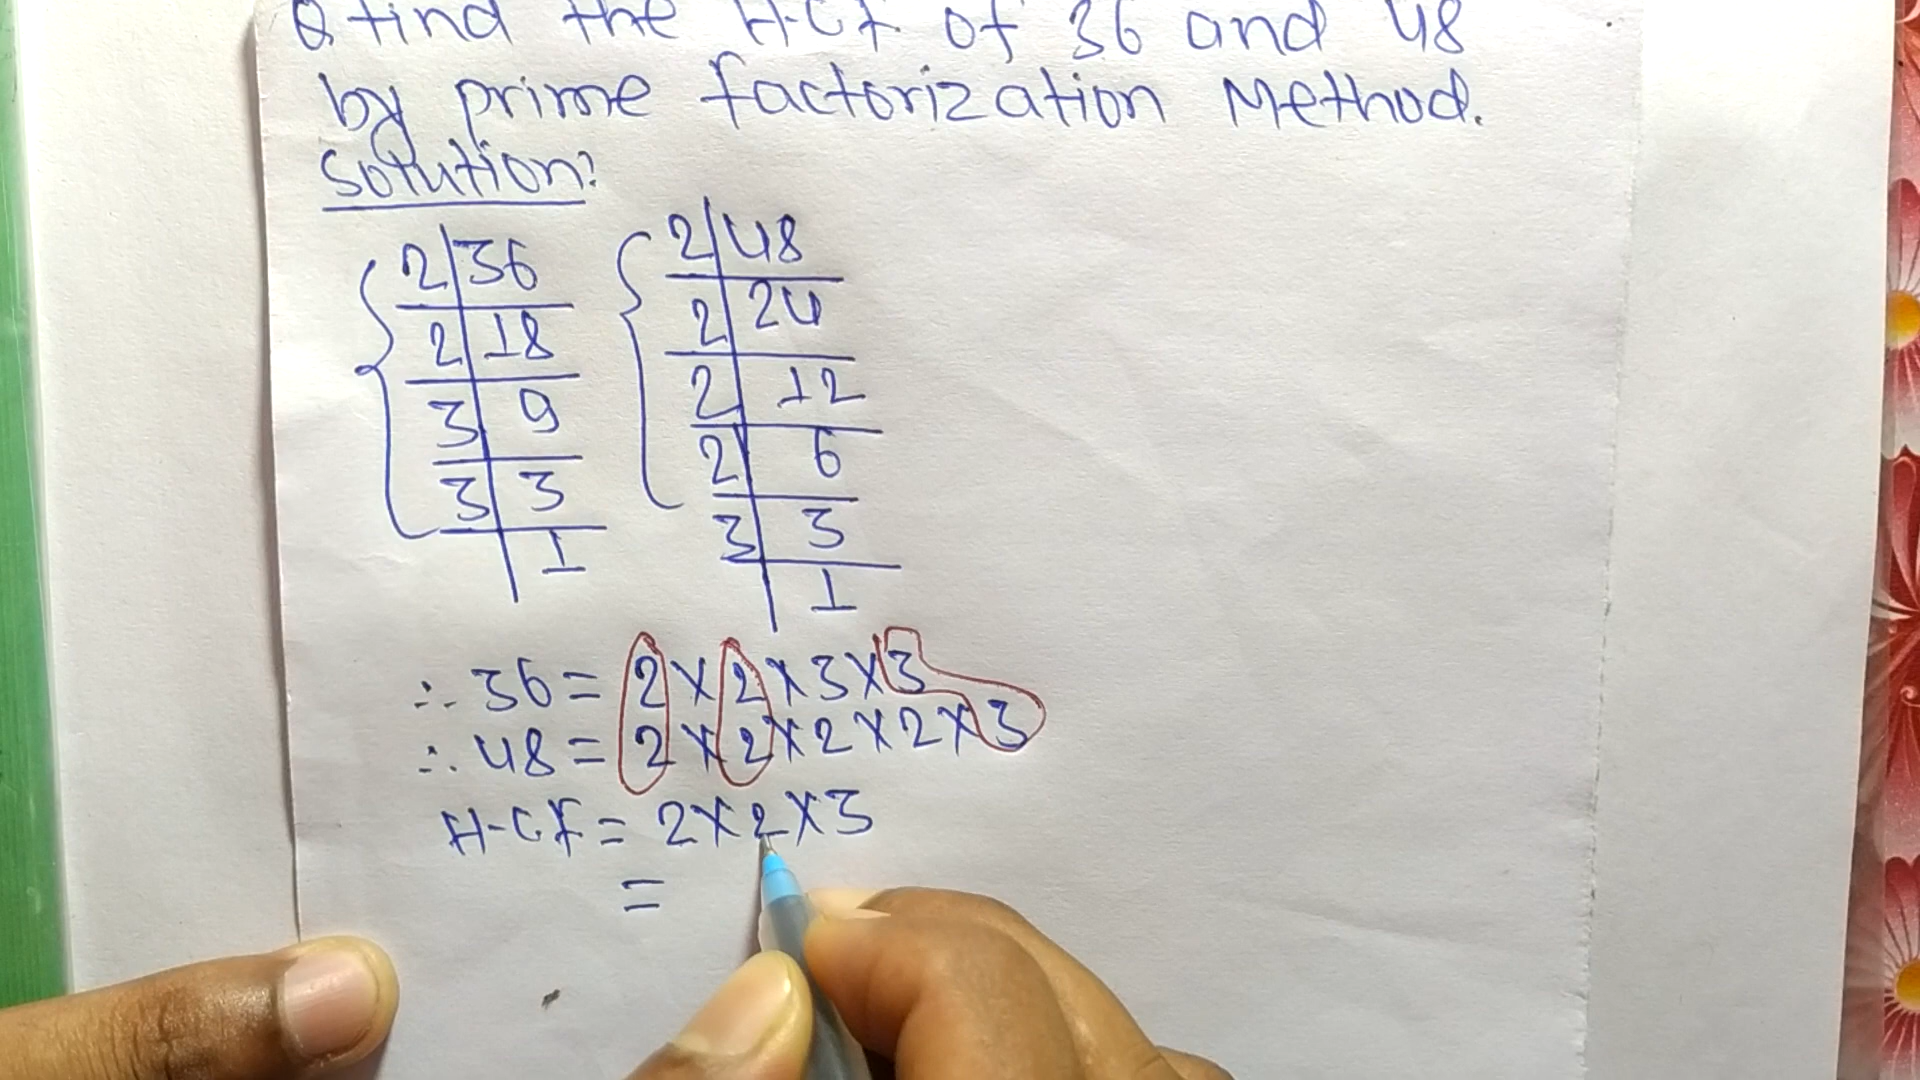 Q Find the H.C.F of 36 and 48
by prime factorization Method.
Solution:
2 | 36
2 | 18
3 | 9
3 | 3
1
2 | 48
2 | 24
2 | 12
2 | 6
3 | 3
1
∴ 36 = 2 × 2 × 3 × 3
∴ 48 = 2 × 2 × 2 × 2 × 3
H.C.F = 2 × 2 × 3
=